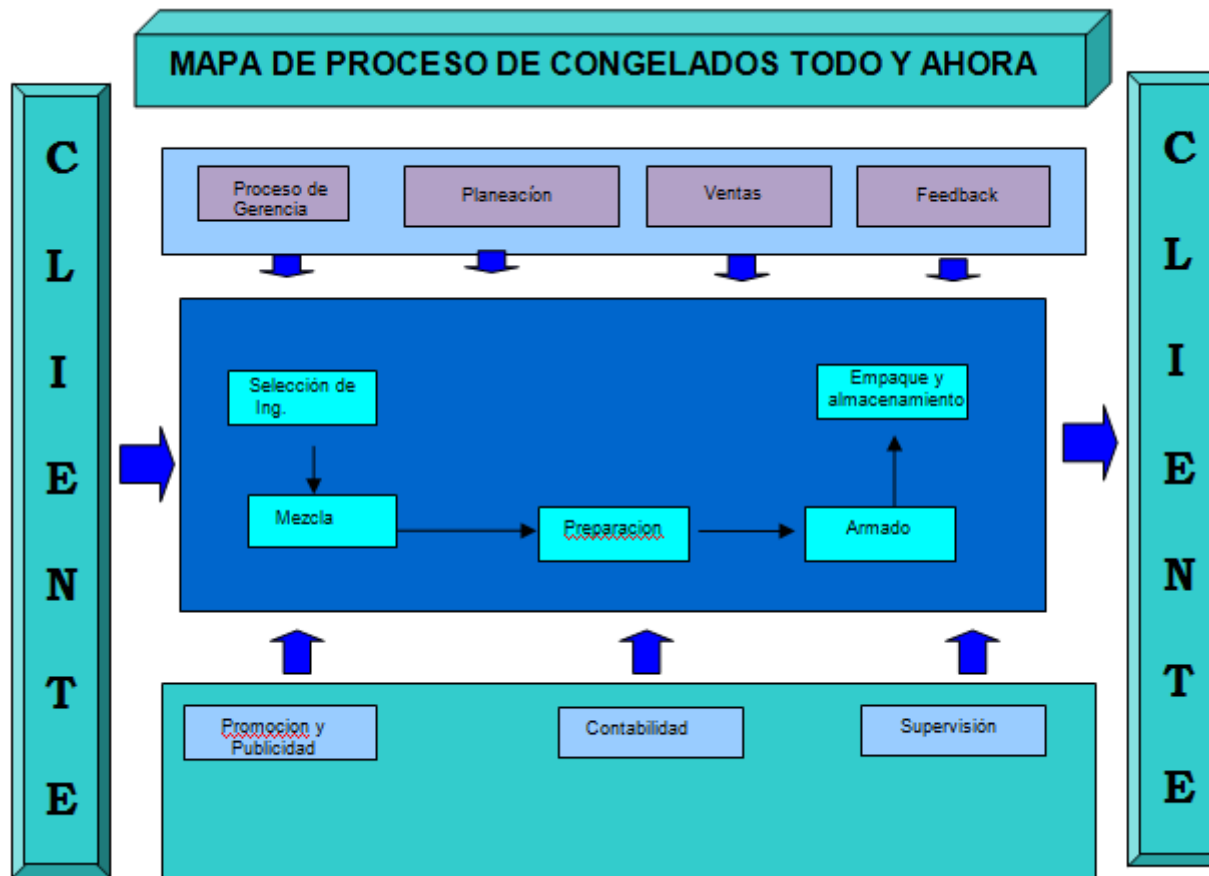 MAPA DE PROCESO DE CONGELADOS TODO Y AHORA
C
L
I
E
N
T
E
Proceso de
Gerencia
Planeacíon
Ventas
Feedback
Selección de
Ing.
Mezcla
Preparacion
Armado
Empaque y
almacenamiento
Promocion y
Publicidad
Contabilidad
Supervisión
C
L
I
E
N
T
E